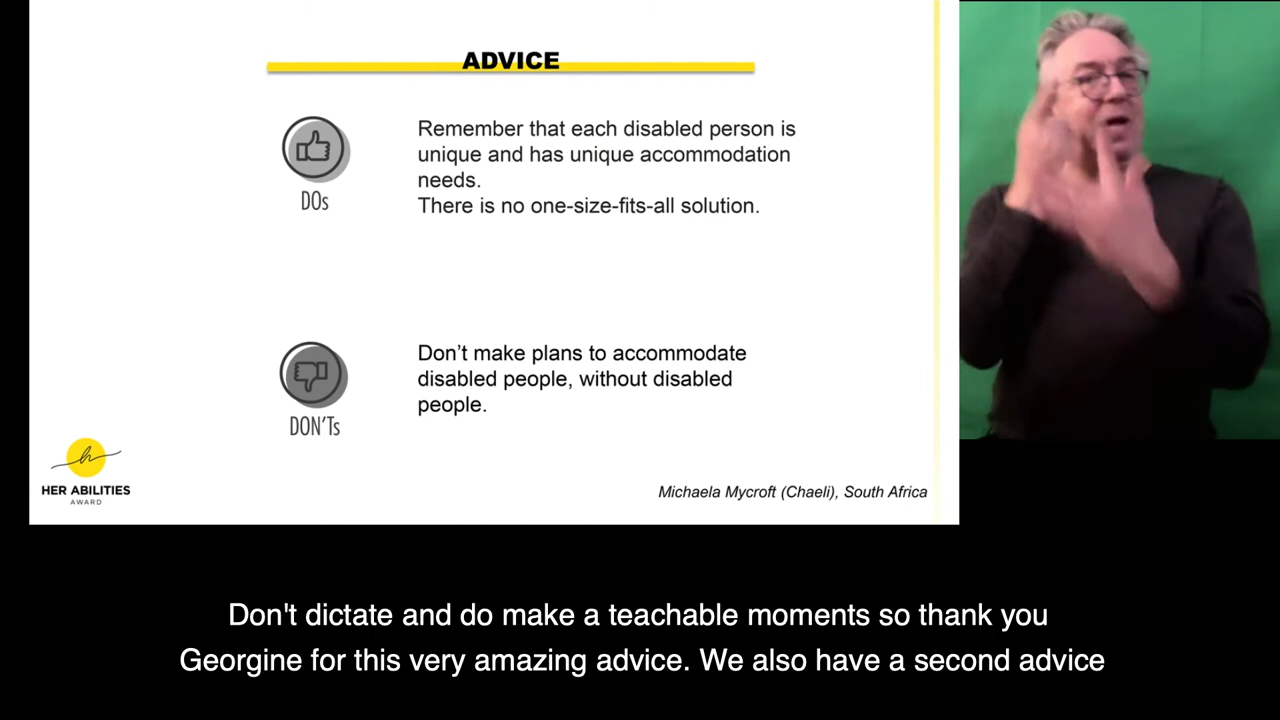 ADVICE
Remember that each disabled person is
unique and has unique accommodation
needs.
There is no one-size-fits-all solution.
DOs
Don’t make plans to accommodate
disabled people, without disabled
people.
DON'Ts
h
HER ABILITIES
AWARD
Michaela Mycroft (Chaeli), South Africa
Don't dictate and do make a teachable moments so thank you
Georgine for this very amazing advice. We also have a second advice